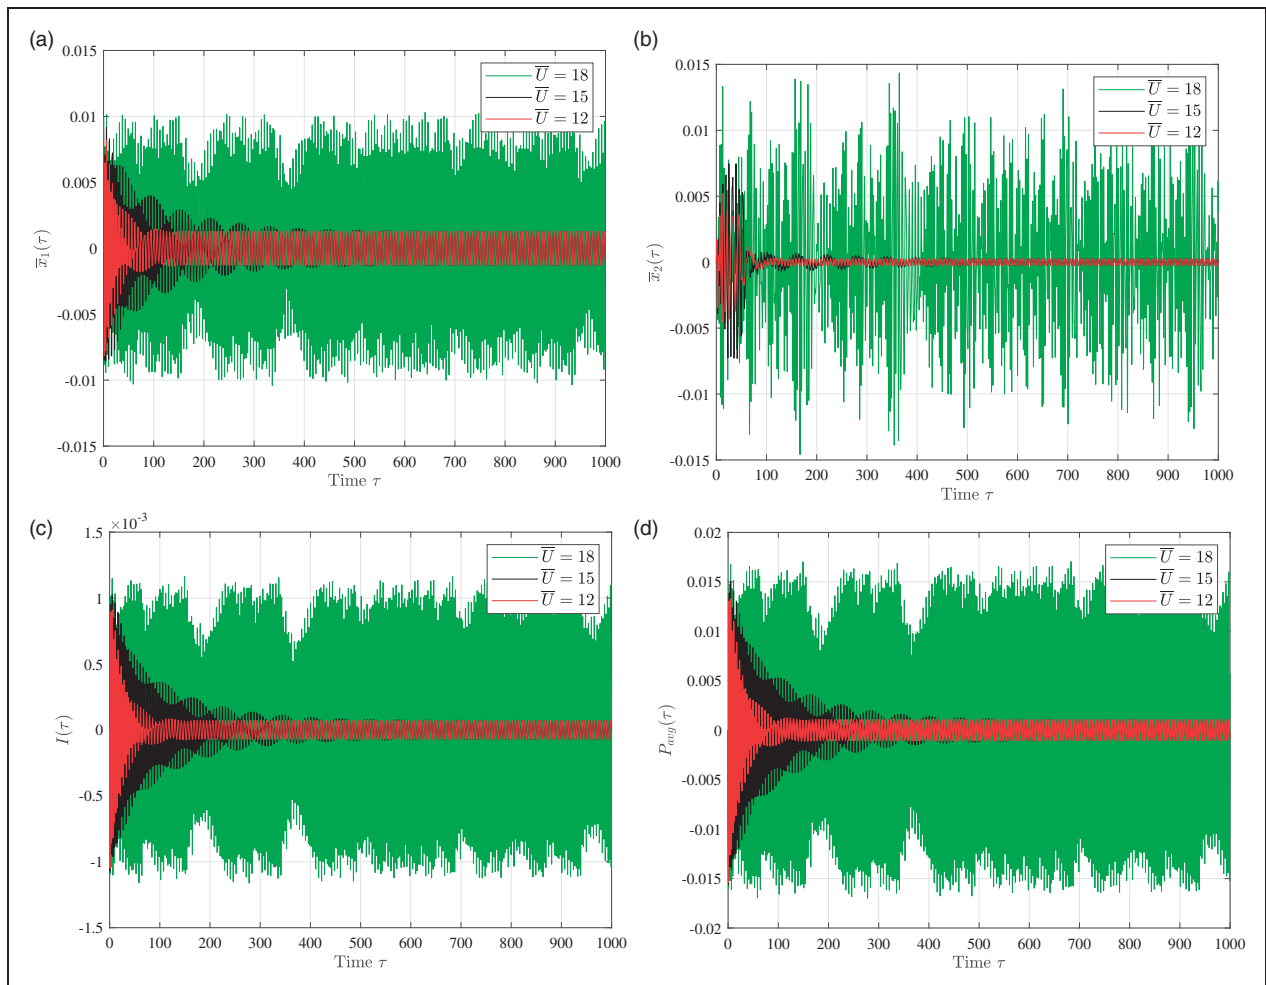 (a)
0.015
0.01
0.005
0
-0.005
-0.01
-0.015
x̅₁(τ)
0 100 200 300 400 500 600 700 800 900 1000
Time τ
U̅ = 18
U̅ = 15
U̅ = 12
(b)
0.015
0.01
0.005
0
-0.005
-0.01
-0.015
x̅₂(τ)
0 100 200 300 400 500 600 700 800 900 1000
Time τ
U̅ = 18
U̅ = 15
U̅ = 12
(c)
×10⁻³
1.5
1
0.5
0
-0.5
-1
-1.5
I(τ)
0 100 200 300 400 500 600 700 800 900 1000
Time τ
U̅ = 18
U̅ = 15
U̅ = 12
(d)
0.02
0.015
0.01
0.005
0
-0.005
-0.01
-0.015
-0.02
P_avg(τ)
0 100 200 300 400 500 600 700 800 900 1000
Time τ
U̅ = 18
U̅ = 15
U̅ = 12